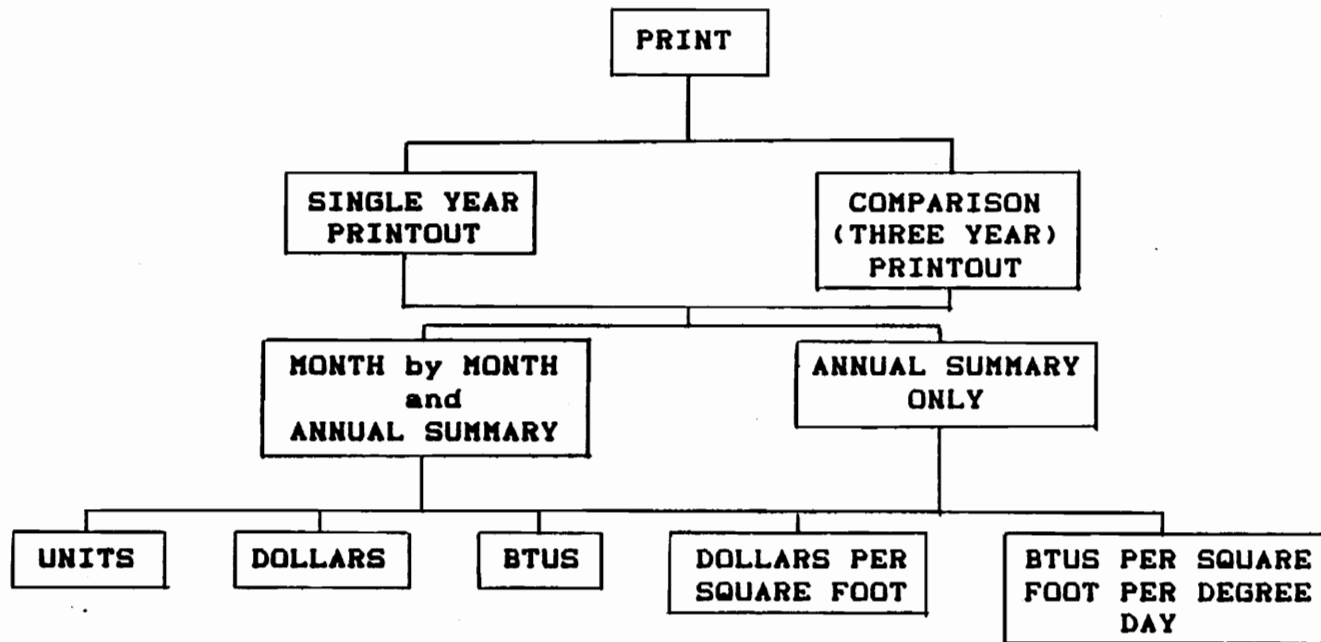 PRINT
SINGLE YEAR
PRINTOUT
COMPARISON
(THREE YEAR)
PRINTOUT
MONTH by MONTH
and
ANNUAL SUMMARY
ANNUAL SUMMARY
ONLY
UNITS
DOLLARS
BTUS
DOLLARS PER
SQUARE FOOT
BTUS PER SQUARE
FOOT PER DEGREE
DAY